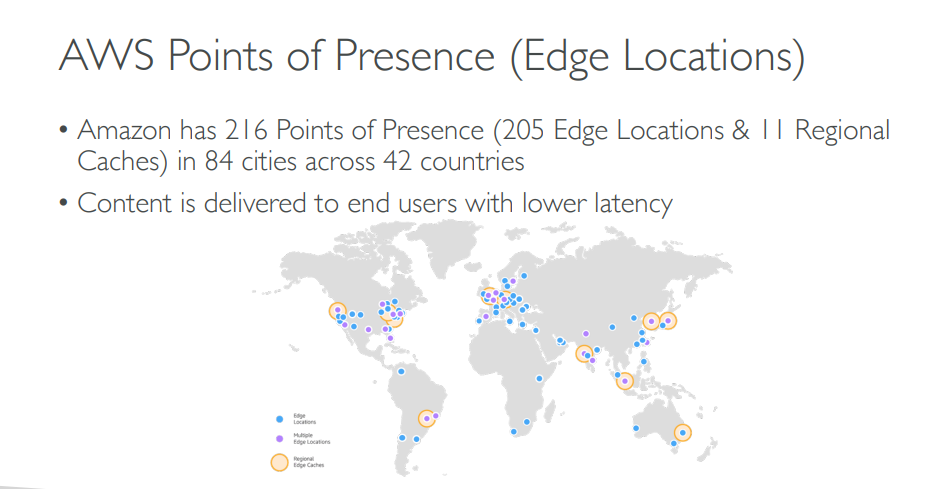 AWS Points of Presence (Edge Locations)
• Amazon has 216 Points of Presence (205 Edge Locations & 11 Regional
Caches) in 84 cities across 42 countries
• Content is delivered to end users with lower latency
Edge
Locations
Multiple
Edge Locations
Regional
Edge Caches